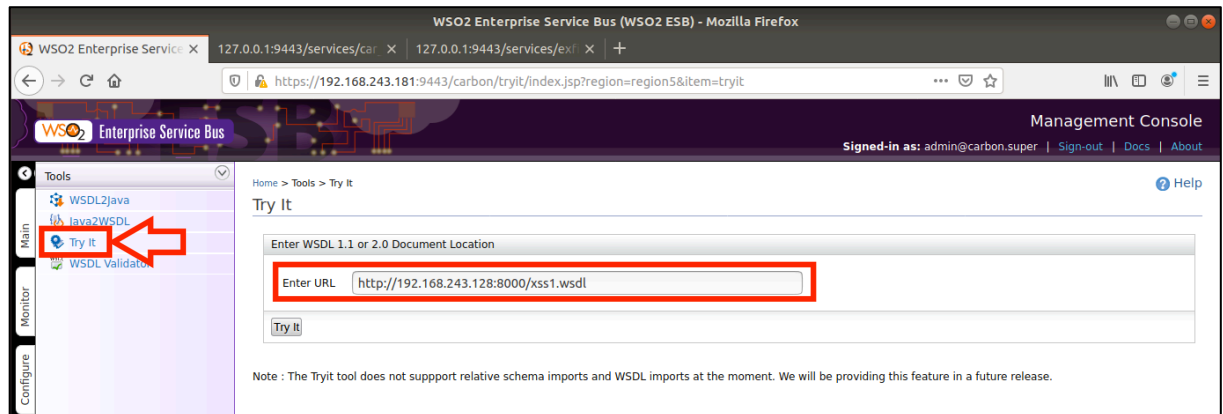 WSO2 Enterprise Service Bus (WSO2 ESB) - Mozilla Firefox
WSO2 Enterprise Service
127.0.0.1:9443/services/car
127.0.0.1:9443/services/exf
https://192.168.243.181:9443/carbon/tryit/index.jsp?region=region5&item=tryit
WSO2 Enterprise Service Bus
Management Console
Signed-in as: admin@carbon.super | Sign-out | Docs | About
Main
Monitor
Configure
Tools
WSDL2Java
Java2WSDL
Try It
WSDL Validator
Home > Tools > Try It
Help
Try It
Enter WSDL 1.1 or 2.0 Document Location
Enter URL http://192.168.243.128:8000/xss1.wsdl
Try It
Note : The Tryit tool does not suppport relative schema imports and WSDL imports at the moment. We will be providing this feature in a future release.